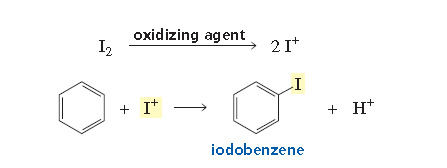 oxidizing agent
I₂ ⟶ 2 I⁺
I
+ I⁺ ⟶ + H⁺
iodobenzene